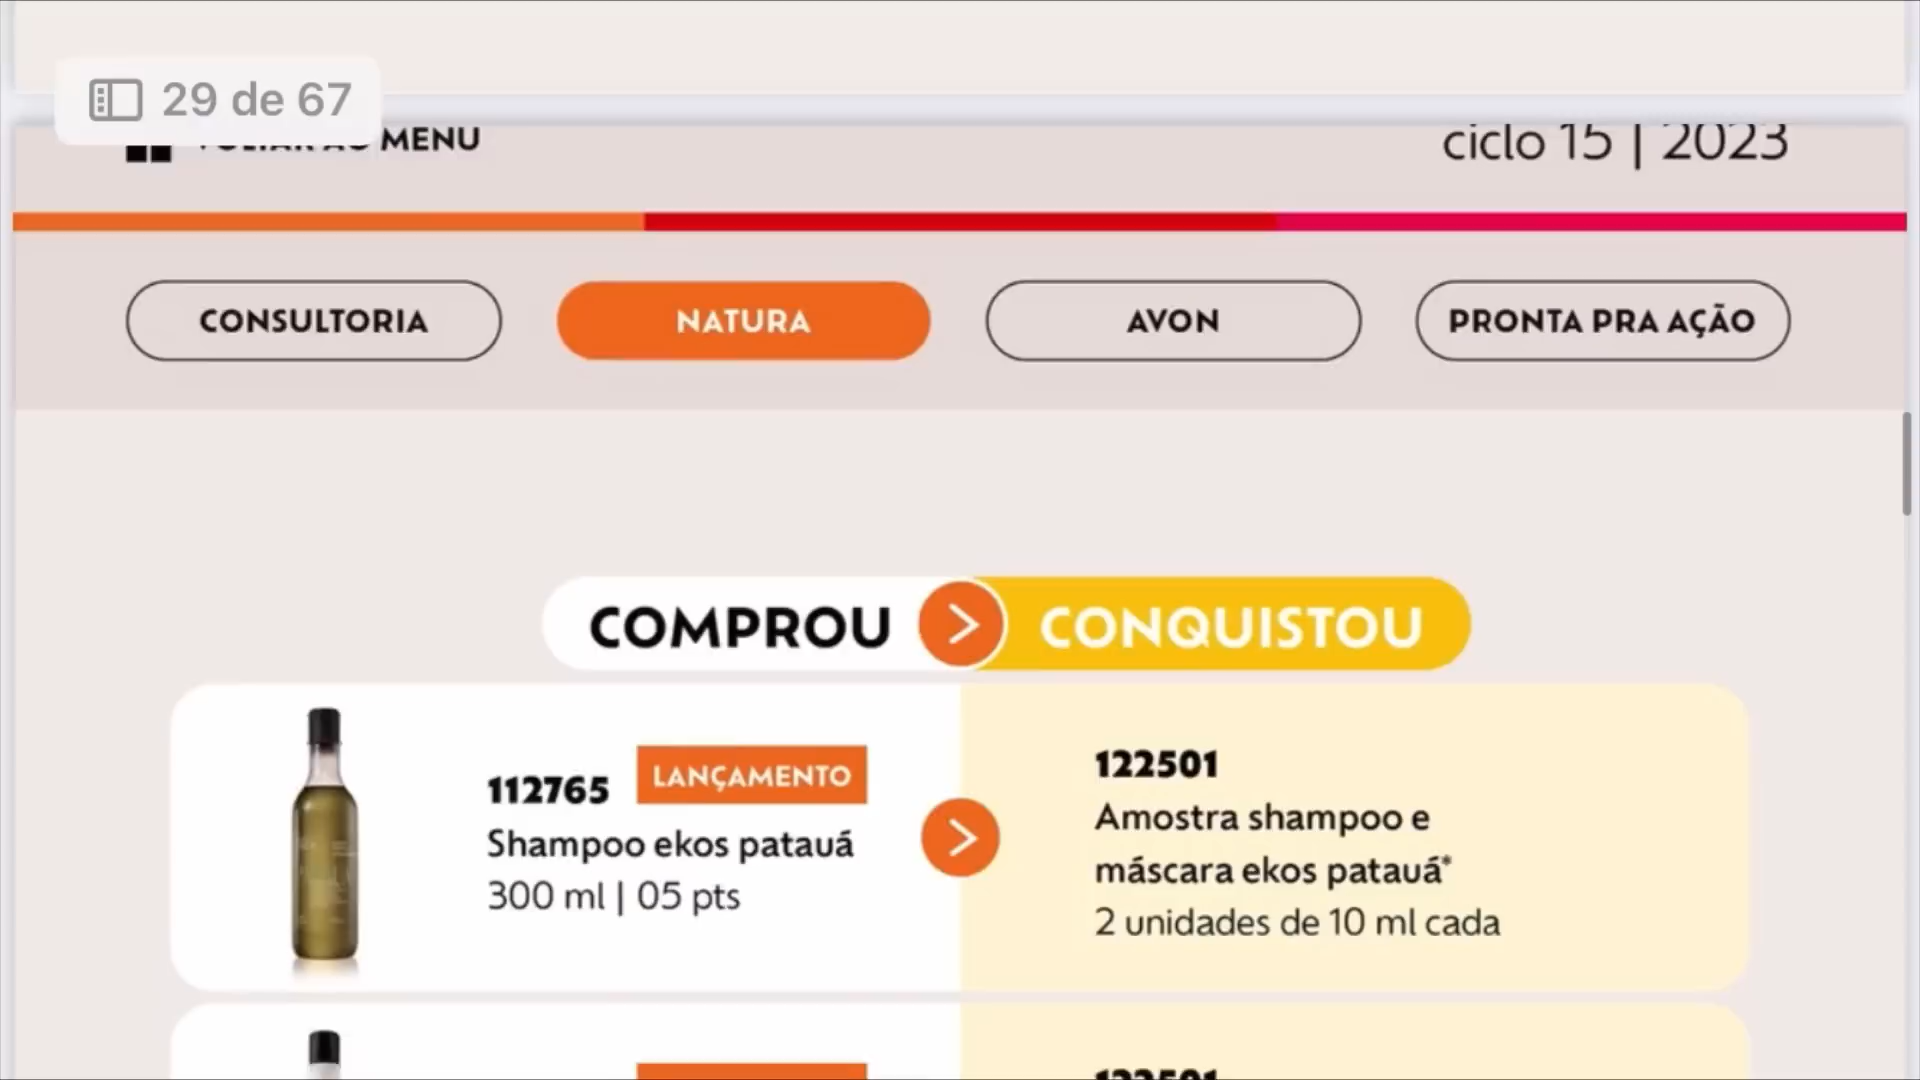 29 de 67
MENU
ciclo 15 | 2023
CONSULTORIA
NATURA
AVON
PRONTA PRA AÇÃO
COMPROU
CONQUISTOU
112765
LANÇAMENTO
Shampoo ekos patauá
300 ml | 05 pts
122501
Amostra shampoo e
máscara ekos patauá*
2 unidades de 10 ml cada